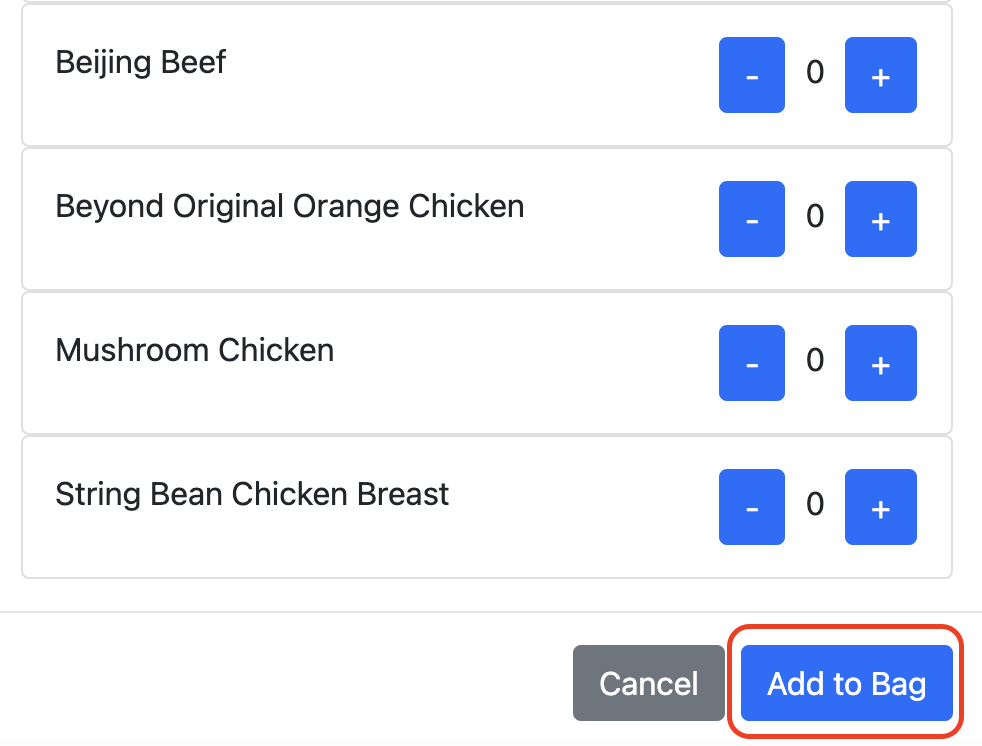 Beijing Beef - 0 +
Beyond Original Orange Chicken - 0 +
Mushroom Chicken - 0 +
String Bean Chicken Breast - 0 +
Cancel Add to Bag